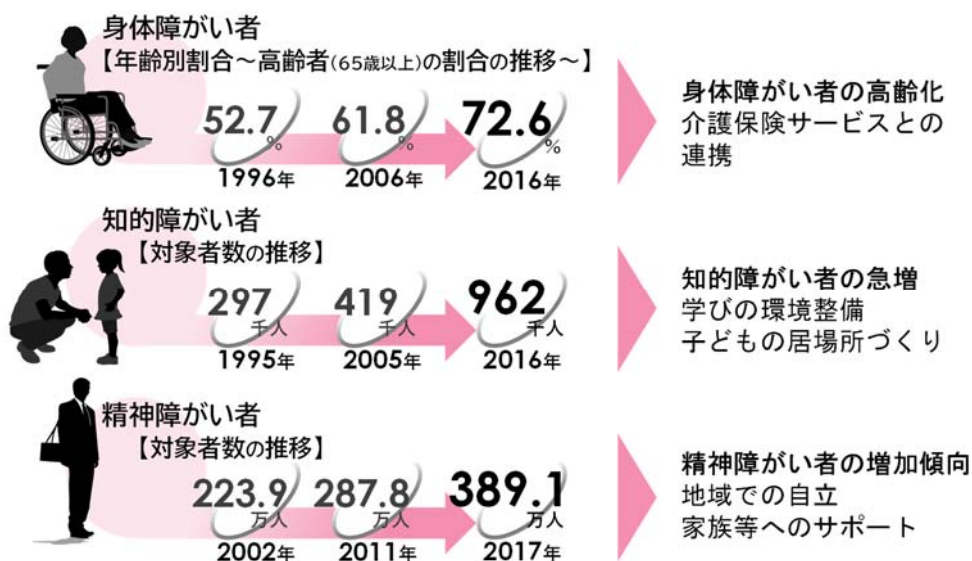 身体障がい者
【年齢別割合～高齢者(65歳以上)の割合の推移～】
52.7% 61.8% 72.6%
1996年 2006年 2016年
身体障がい者の高齢化
介護保険サービスとの
連携
知的障がい者
【対象者数の推移】
297千人 419千人 962千人
1995年 2005年 2016年
知的障がい者の急増
学びの環境整備
子どもの居場所づくり
精神障がい者
【対象者数の推移】
223.9万人 287.8万人 389.1万人
2002年 2011年 2017年
精神障がい者の増加傾向
地域での自立
家族等へのサポート